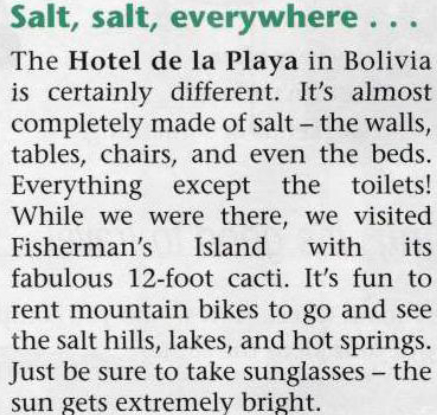 Salt, salt, everywhere . . .
The Hotel de la Playa in Bolivia
is certainly different. It's almost
completely made of salt – the walls,
tables, chairs, and even the beds.
Everything except the toilets!
While we were there, we visited
Fisherman's Island with its
fabulous 12-foot cacti. It's fun to
rent mountain bikes to go and see
the salt hills, lakes, and hot springs.
Just be sure to take sunglasses – the
sun gets extremely bright.